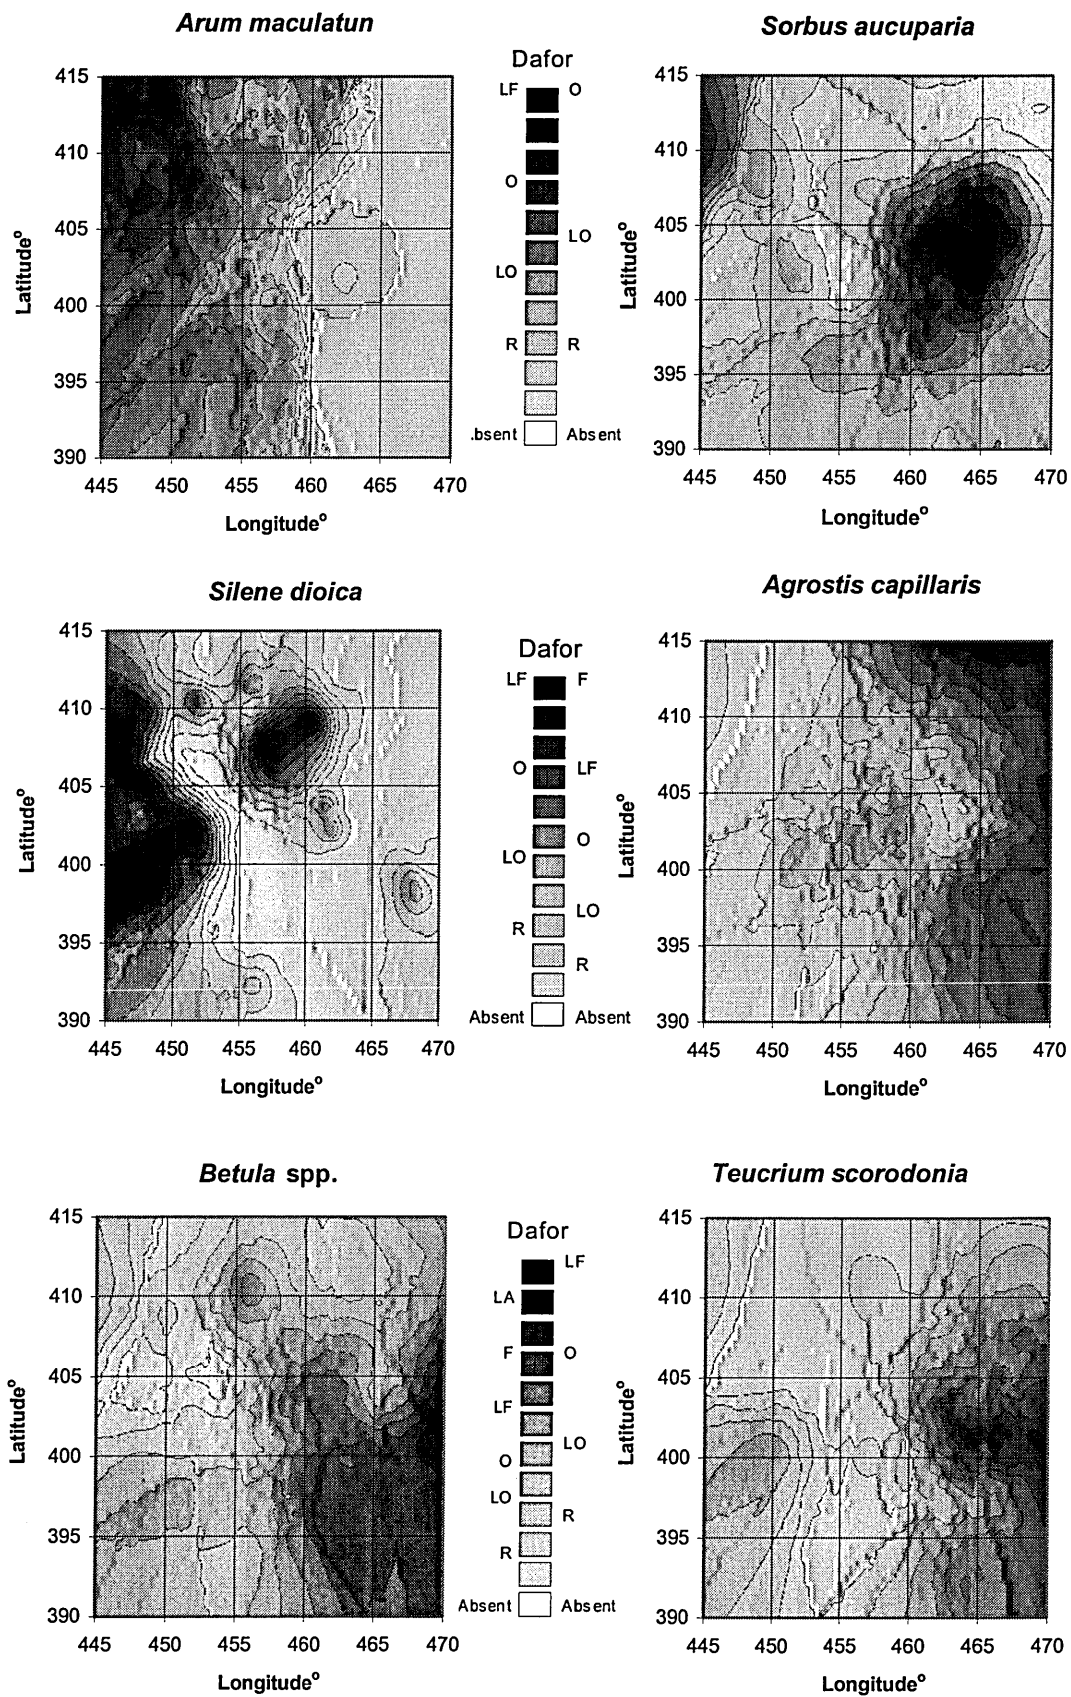 Arum maculatun
Sorbus aucuparia
Dafor
LF O
O
LO
LO
R R
.bsent Absent
Latitude°
415
410
405
400
395
390
445 450 455 460 465 470
Longitude°
Latitude°
415
410
405
400
395
390
445 450 455 460 465 470
Longitude°
Silene dioica
Agrostis capillaris
Dafor
LF F
O LF
O
LO
LO
R
R
Absent Absent
Latitude°
415
410
405
400
395
390
445 450 455 460 465 470
Longitude°
Latitude°
415
410
405
400
395
390
445 450 455 460 465 470
Longitude°
Betula spp.
Teucrium scorodonia
Dafor
LF
LA
F O
LF
LO
O
LO
R
R
Absent Absent
Latitude°
415
410
405
400
395
390
445 450 455 460 465 470
Longitude°
Latitude°
415
410
405
400
395
390
445 450 455 460 465 470
Longitude°